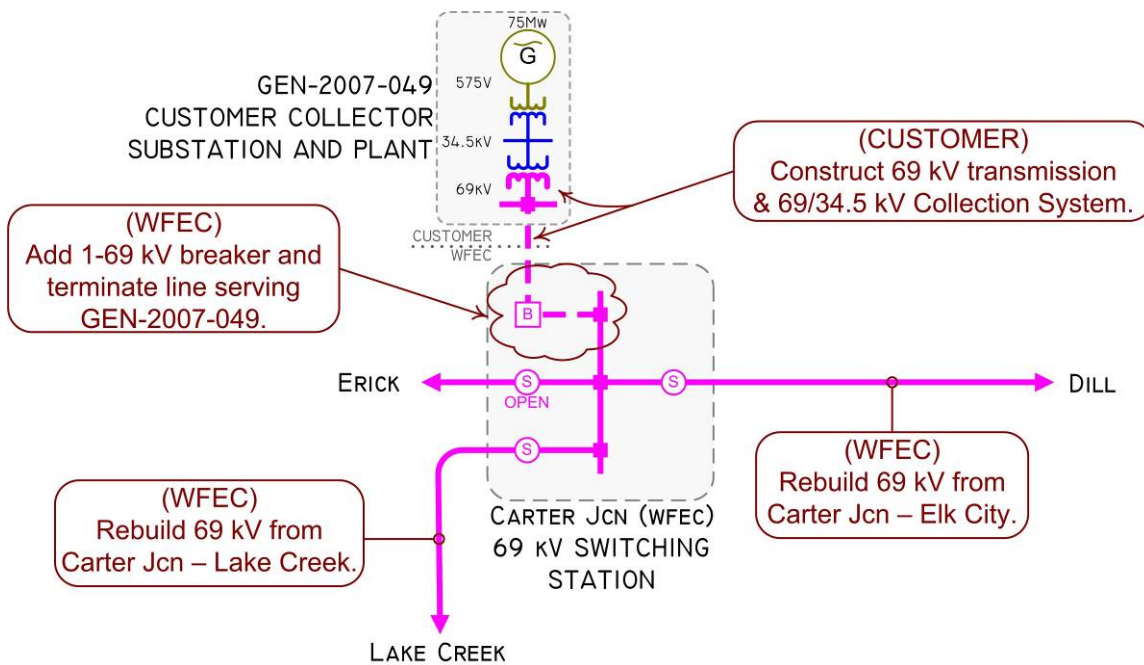 75MW
G
575V
34.5KV
69KV
GEN-2007-049
CUSTOMER COLLECTOR
SUBSTATION AND PLANT
(CUSTOMER)
Construct 69 kV transmission
& 69/34.5 kV Collection System.
(WFEC)
Add 1-69 kV breaker and
terminate line serving
GEN-2007-049.
CUSTOMER
WFEC
B
ERICK
S
OPEN
S
DILL
S
(WFEC)
Rebuild 69 kV from
Carter Jcn – Elk City.
(WFEC)
Rebuild 69 kV from
Carter Jcn – Lake Creek.
CARTER JCN (WFEC)
69 KV SWITCHING
STATION
LAKE CREEK